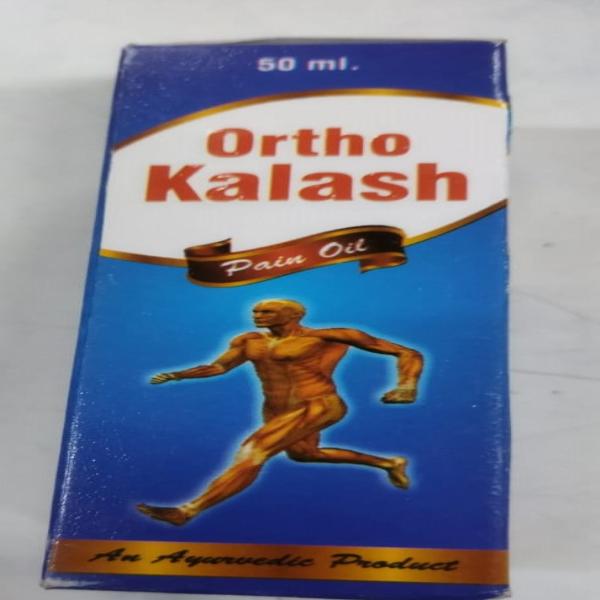 50 ml.
Ortho
Kalash
Pain Oil
An Ayurvedic Product